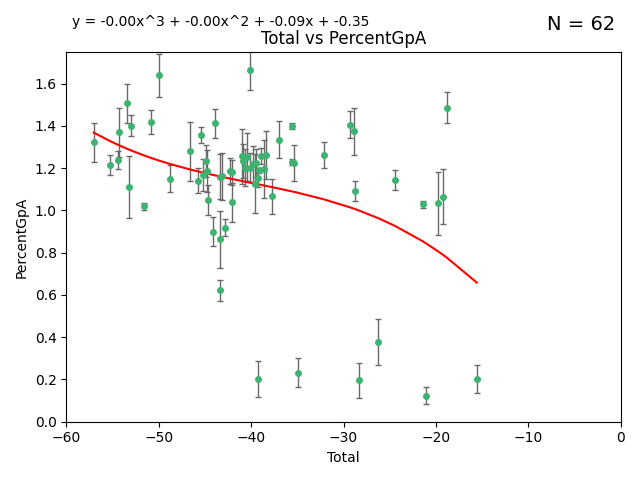 y = -0.00x^3 + -0.00x^2 + -0.09x + -0.35
N = 62
Total vs PercentGpA
1.6
1.4
1.2
1.0
0.8
0.6
0.4
0.2
0.0
PercentGpA
−60 −50 −40 −30 −20 −10 0
Total